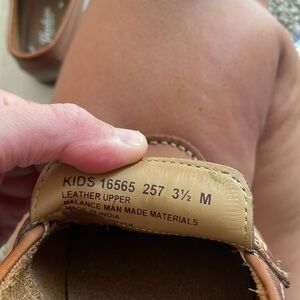 KIDS 16565 257 3½ M
LEATHER UPPER
BALANCE MAN MADE MATERIALS
MADE IN INDIA